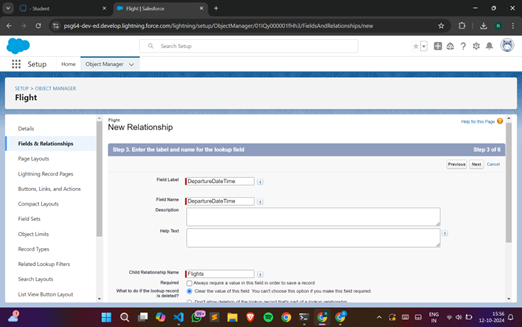 - Student
Flight | Salesforce
psg64-dev-ed.develop.lightning.force.com/lightning/setup/ObjectManager/01IQy000001fHh3/FieldsAndRelationships/new
Search Setup
Setup
Home
Object Manager
SETUP > OBJECT MANAGER
Flight
Details
Fields & Relationships
Page Layouts
Lightning Record Pages
Buttons, Links, and Actions
Compact Layouts
Field Sets
Object Limits
Record Types
Related Lookup Filters
Search Layouts
List View Button Layout
Flight
New Relationship
Help for this Page
Step 3. Enter the label and name for the lookup field
Step 3 of 6
Previous Next Cancel
Field Label DepartureDateTime
Field Name DepartureDateTime
Description
Help Text
Child Relationship Name Flights
Required Always require a value in this field in order to save a record
What to do if the lookup record is deleted? Clear the value of this field. You can't choose this option if you make this field required.
Don't allow deletion of the lookup record that's part of a lookup relationship.
99+
ENG
IN
15:56
12-10-2024